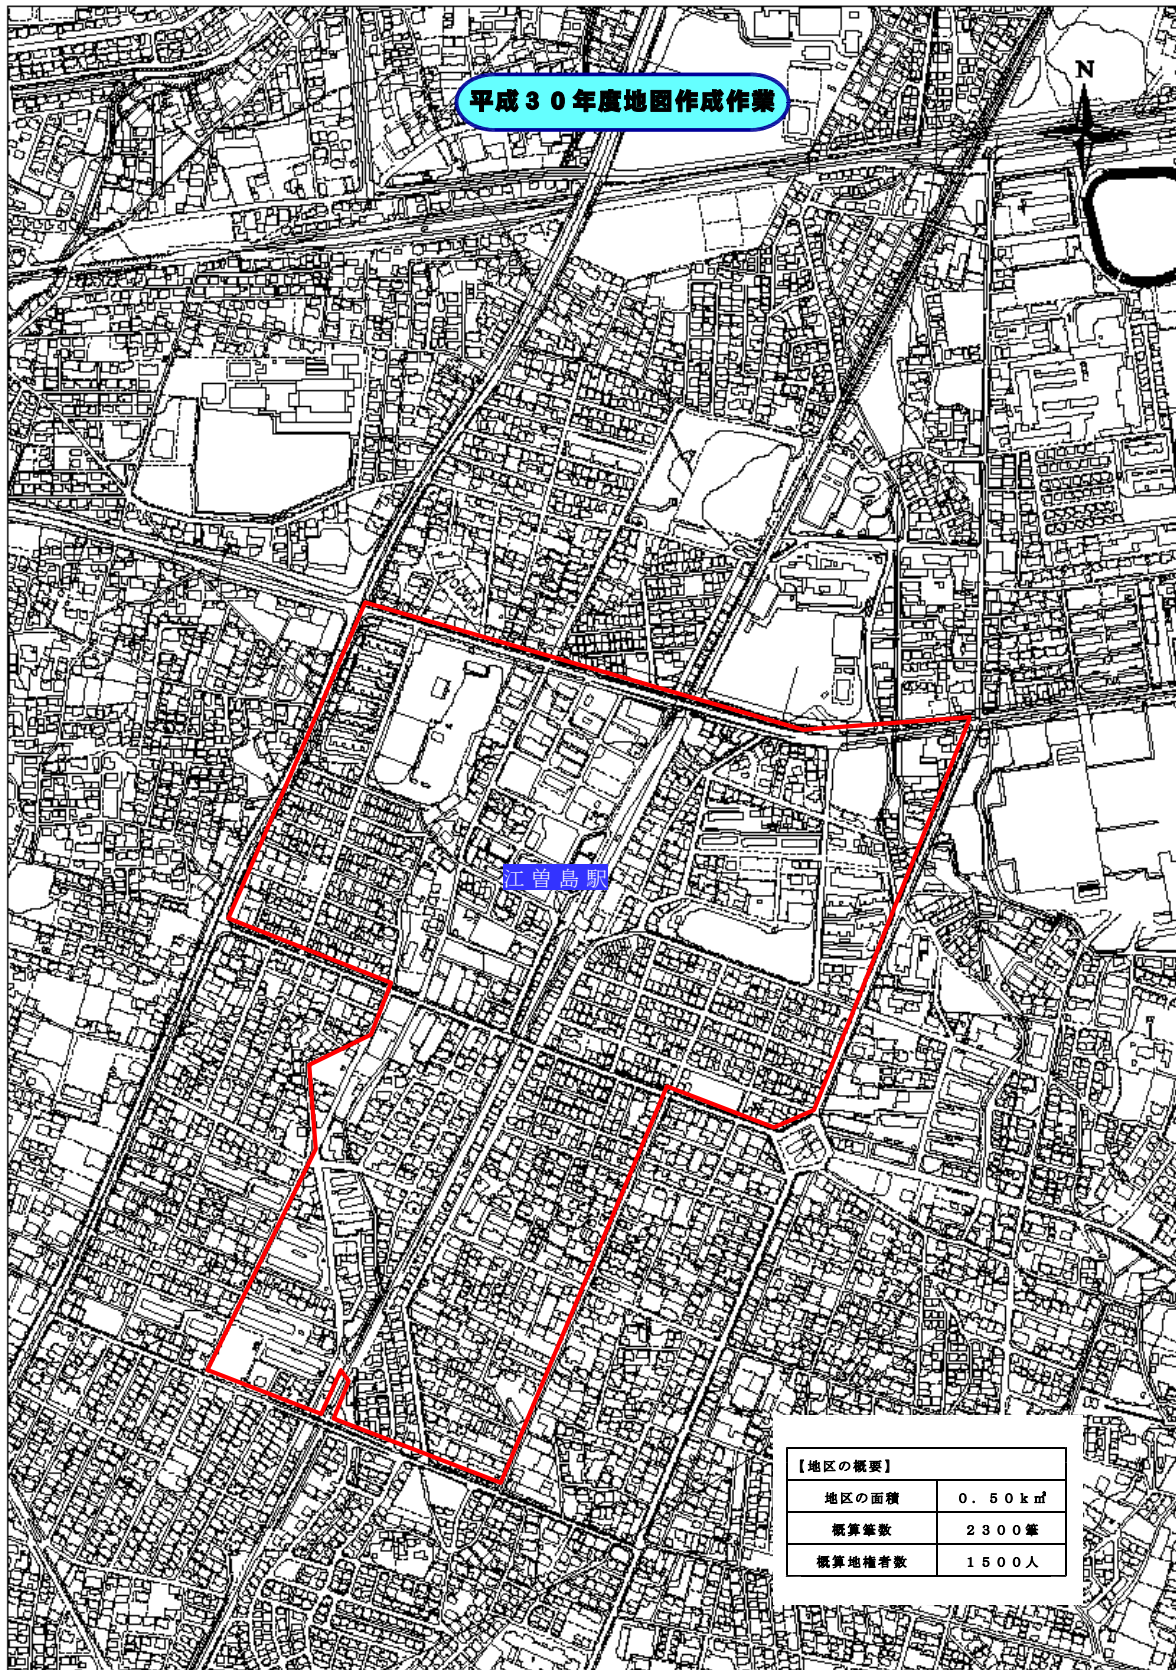 平成３０年度地図作成作業
N
江曽島駅
【地区の概要】
地区の面積 ０．５０ｋ㎡
概算筆数 ２３００筆
概算地権者数 １５００人